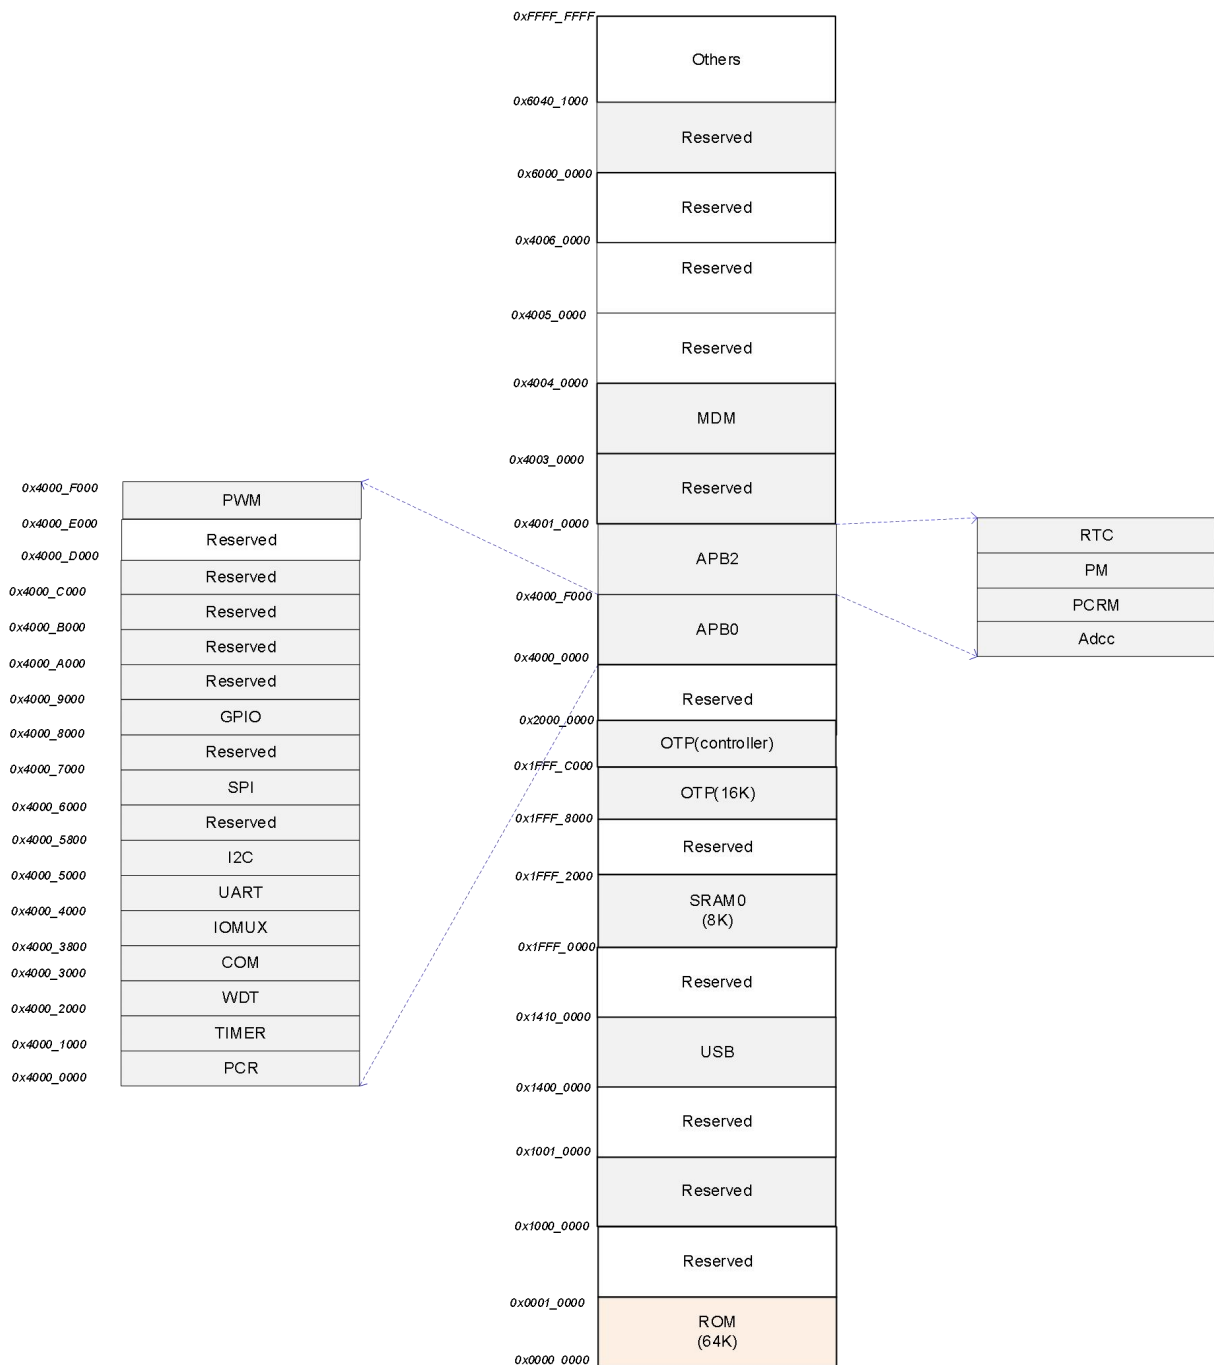 0xFFFF_FFFF
Others
0x6040_1000
Reserved
0x6000_0000
Reserved
0x4006_0000
Reserved
0x4005_0000
Reserved
0x4004_0000
MDM
0x4003_0000
Reserved
0x4001_0000
APB2
0x4000_F000
APB0
0x4000_0000
Reserved
0x2000_0000
OTP(controller)
0x1FFF_C000
OTP(16K)
0x1FFF_8000
Reserved
0x1FFF_2000
SRAM0
(8K)
0x1FFF_0000
Reserved
0x1410_0000
USB
0x1400_0000
Reserved
0x1001_0000
Reserved
0x1000_0000
Reserved
0x0001_0000
ROM
(64K)
0x0000_0000
0x4000_F000
PWM
0x4000_E000
Reserved
0x4000_D000
Reserved
0x4000_C000
Reserved
0x4000_B000
Reserved
0x4000_A000
Reserved
0x4000_9000
GPIO
0x4000_8000
Reserved
0x4000_7000
SPI
0x4000_6000
Reserved
0x4000_5800
I2C
0x4000_5000
UART
0x4000_4000
IOMUX
0x4000_3800
COM
0x4000_3000
WDT
0x4000_2000
TIMER
0x4000_1000
PCR
0x4000_0000
RTC
PM
PCRM
Adcc